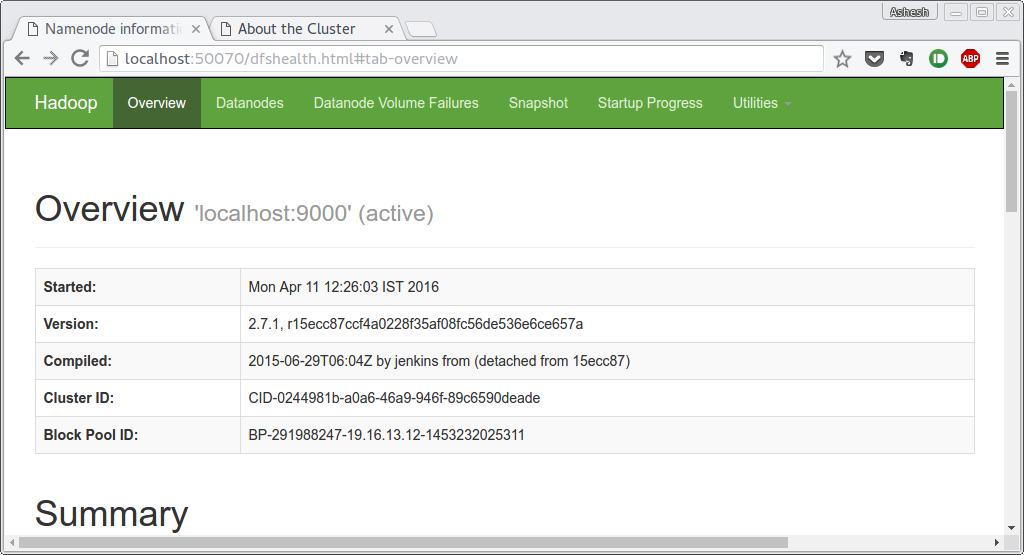 Ashesh
Namenode informati
About the Cluster
localhost:50070/dfshealth.html#tab-overview
ABP
Hadoop Overview Datanodes Datanode Volume Failures Snapshot Startup Progress Utilities
Overview 'localhost:9000' (active)
Started: Mon Apr 11 12:26:03 IST 2016
Version: 2.7.1, r15ecc87ccf4a0228f35af08fc56de536e6ce657a
Compiled: 2015-06-29T06:04Z by jenkins from (detached from 15ecc87)
Cluster ID: CID-0244981b-a0a6-46a9-946f-89c6590deade
Block Pool ID: BP-291988247-19.16.13.12-1453232025311
Summary